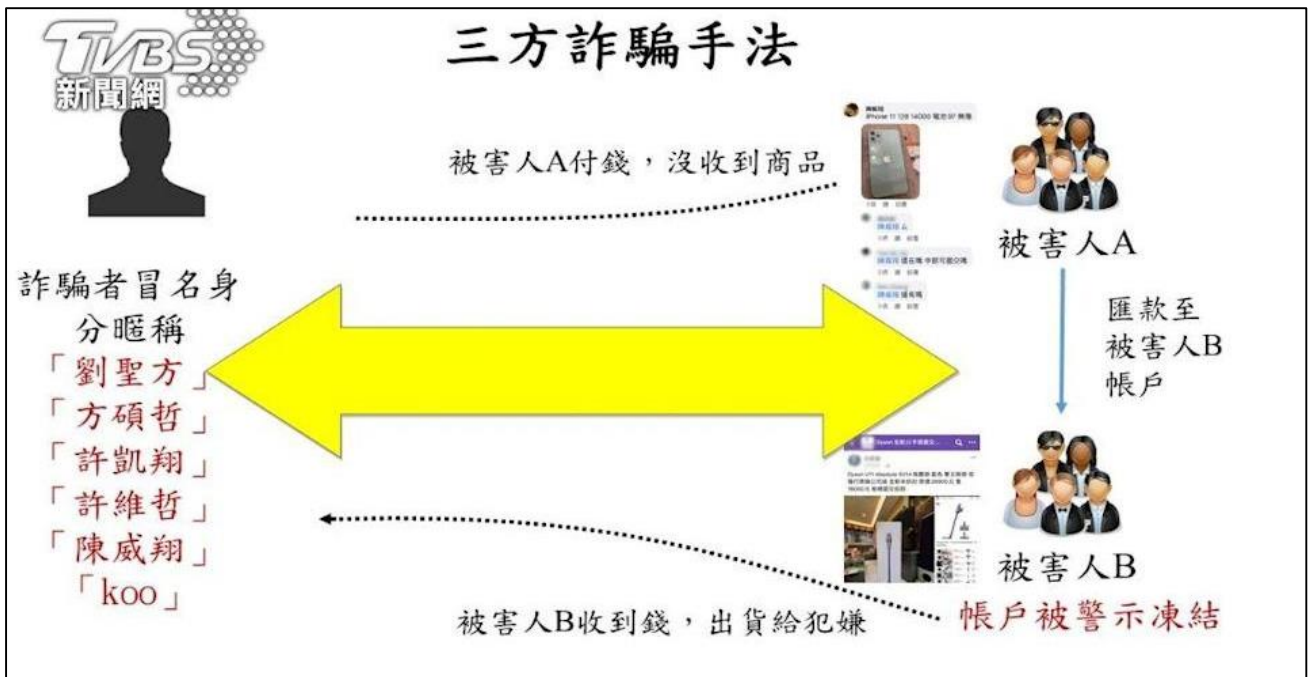 TVBS
新聞網
三方詐騙手法
被害人A付錢，沒收到商品
iPhone 11 128 14000
被害人A
詐騙者冒名身
分暱稱
「劉聖方」
「方碩哲」
「許凱翔」
「許維哲」
「陳威翔」
「koo」
匯款至
被害人B
帳戶
被害人B
帳戶被警示凍結
被害人B收到錢，出貨給犯嫌